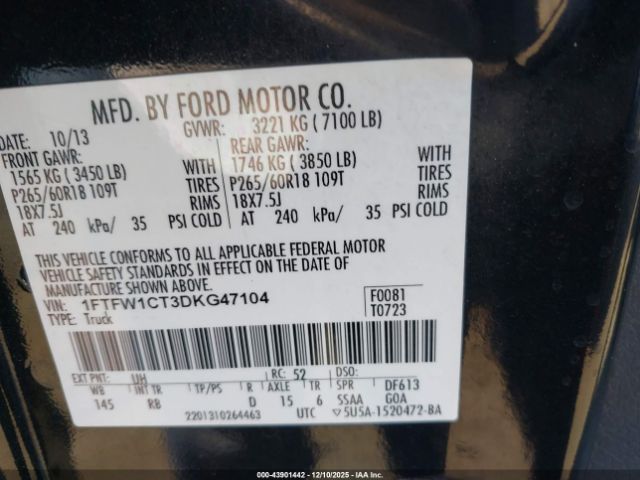 MFD. BY FORD MOTOR CO.
DATE: 10/13 GVWR: 3221 KG (7100 LB)
FRONT GAWR: REAR GAWR:
1565 KG (3450 LB) WITH 1746 KG (3850 LB) WITH
P265/60R18 109T TIRES P265/60R18 109T TIRES
18X7.5J RIMS 18X7.5J RIMS
AT 240 kPa/ 35 PSI COLD AT 240 kPa/ 35 PSI COLD
THIS VEHICLE CONFORMS TO ALL APPLICABLE FEDERAL MOTOR
VEHICLE SAFETY STANDARDS IN EFFECT ON THE DATE OF
MANUFACTURE SHOWN ABOVE.
VIN: 1FTFW1CT3DKG47104 F0081
TYPE: Truck T0723
EXT PNT: UH RC: 52 DSO:
WB INT TR TP/PS R AXLE TR SPR DF613
145 RB D 15 6 SSAA GOA
2201310264463 UTC ▽5U5A-1520472-BA
000-43901442 - 12/10/2025 - IAA Inc.